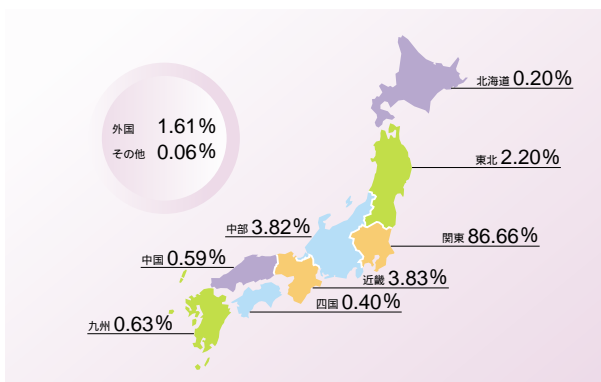 北海道 0.20%
外国 1.61%
その他 0.06%
東北 2.20%
中部 3.82%
関東 86.66%
中国 0.59%
近畿 3.83%
四国 0.40%
九州 0.63%